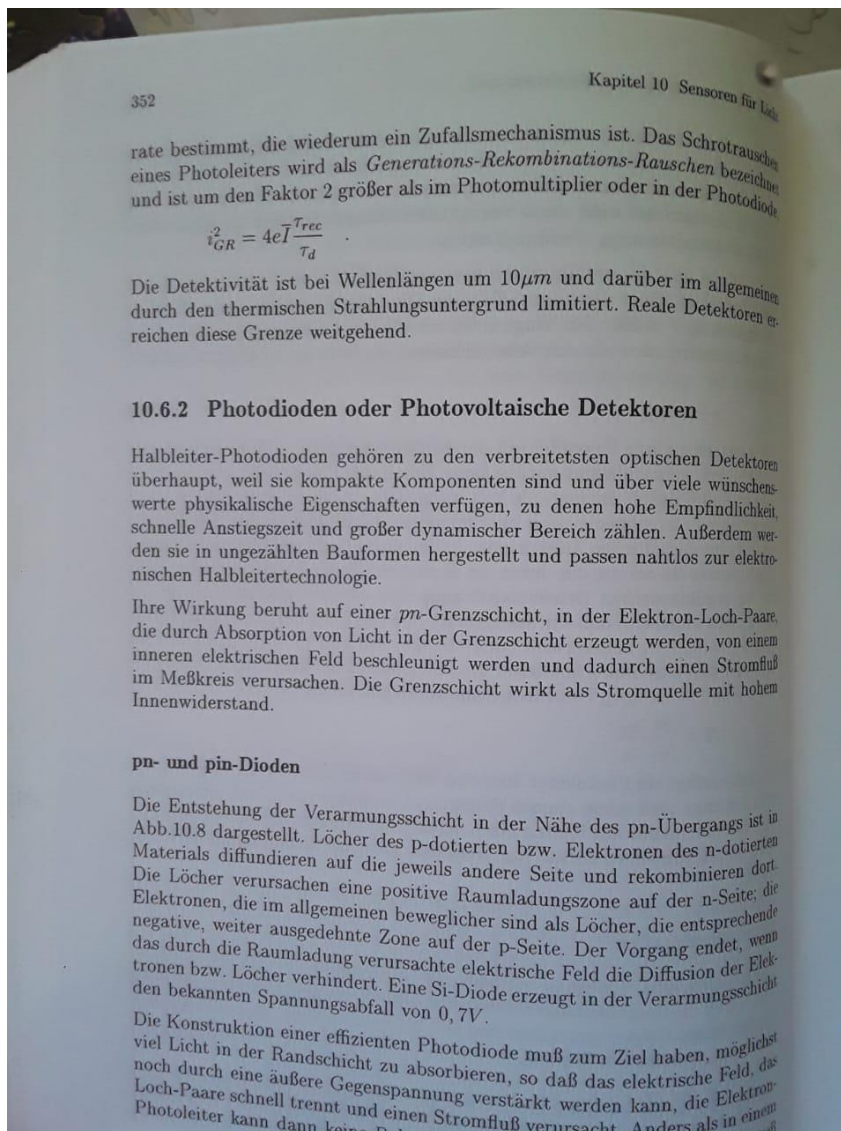 352
Kapitel 10 Sensoren für Licht
rate bestimmt, die wiederum ein Zufallsmechanismus ist. Das Schrotrauschen
eines Photoleiters wird als Generations-Rekombinations-Rauschen bezeichnet
und ist um den Faktor 2 größer als im Photomultiplier oder in der Photodiode,
i²_GR = 4eI̅ τ_rec/τ_d .
Die Detektivität ist bei Wellenlängen um 10μm und darüber im allgemeinen
durch den thermischen Strahlungsuntergrund limitiert. Reale Detektoren er-
reichen diese Grenze weitgehend.
10.6.2 Photodioden oder Photovoltaische Detektoren
Halbleiter-Photodioden gehören zu den verbreitetsten optischen Detektoren
überhaupt, weil sie kompakte Komponenten sind und über viele wünschens-
werte physikalische Eigenschaften verfügen, zu denen hohe Empfindlichkeit,
schnelle Anstiegszeit und großer dynamischer Bereich zählen. Außerdem wer-
den sie in ungezählten Bauformen hergestellt und passen nahtlos zur elektro-
nischen Halbleitertechnologie.
Ihre Wirkung beruht auf einer pn-Grenzschicht, in der Elektron-Loch-Paare,
die durch Absorption von Licht in der Grenzschicht erzeugt werden, von einem
inneren elektrischen Feld beschleunigt werden und dadurch einen Stromfluß
im Meßkreis verursachen. Die Grenzschicht wirkt als Stromquelle mit hohem
Innenwiderstand.
pn- und pin-Dioden
Die Entstehung der Verarmungsschicht in der Nähe des pn-Übergangs ist in
Abb.10.8 dargestellt. Löcher des p-dotierten bzw. Elektronen des n-dotierten
Materials diffundieren auf die jeweils andere Seite und rekombinieren dort.
Die Löcher verursachen eine positive Raumladungszone auf der n-Seite; die
Elektronen, die im allgemeinen beweglicher sind als Löcher, die entsprechende
negative, weiter ausgedehnte Zone auf der p-Seite. Der Vorgang endet, wenn
das durch die Raumladung verursachte elektrische Feld die Diffusion der Elek-
tronen bzw. Löcher verhindert. Eine Si-Diode erzeugt in der Verarmungsschicht
den bekannten Spannungsabfall von 0,7V.
Die Konstruktion einer effizienten Photodiode muß zum Ziel haben, möglichst
viel Licht in der Randschicht zu absorbieren, so daß das elektrische Feld, das
noch durch eine äußere Gegenspannung verstärkt werden kann, die Elektron-
Loch-Paare schnell trennt und einen Stromfluß verursacht. Anders als in einem
Photoleiter kann dann